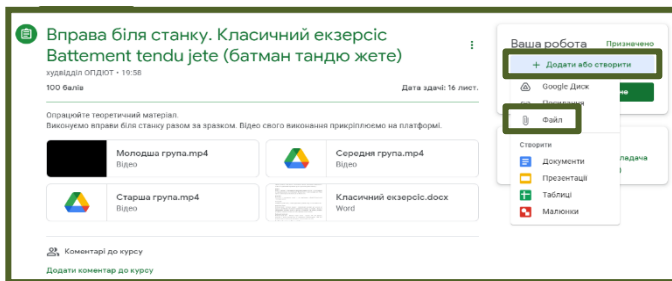 Вправа біля станку. Класичний екзерсіс
Battement tendu jete (батман тандю жете)
худвідділ ОПДЮТ • 19:58
100 балів
Дата здачі: 16 лист.
Опрацюйте теоретичний матеріал.
Виконуємо вправи біля станку разом за зразком. Відео свого виконання прикріплюємо на платформі.
Молодша група.mp4
Відео
Середня група.mp4
Відео
Старша група.mp4
Відео
Класичний екзерсіс.docx
Word
Коментарі до курсу
Додати коментар до курсу
Ваша робота
Призначено
+ Додати або створити
Google Диск
Файл
Створити
Документи
Презентації
Таблиці
Малюнки